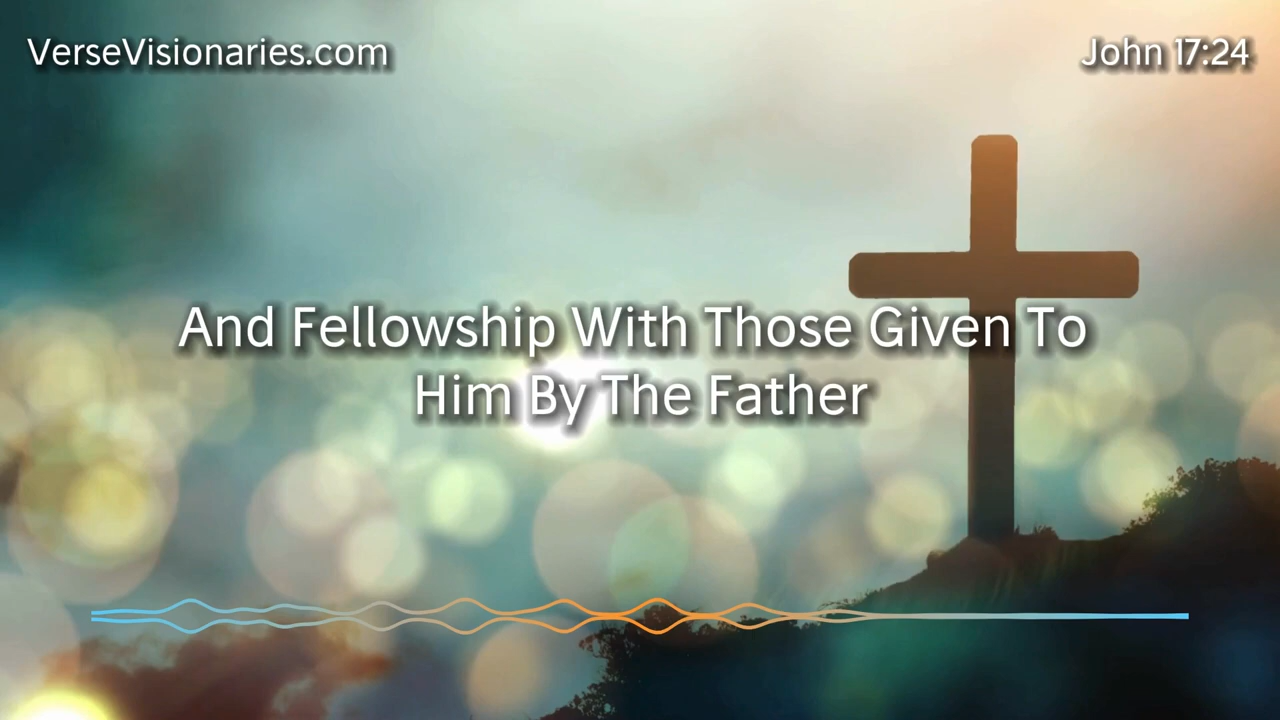 VerseVisionaries.com
John 17:24
And Fellowship With Those Given To
Him By The Father